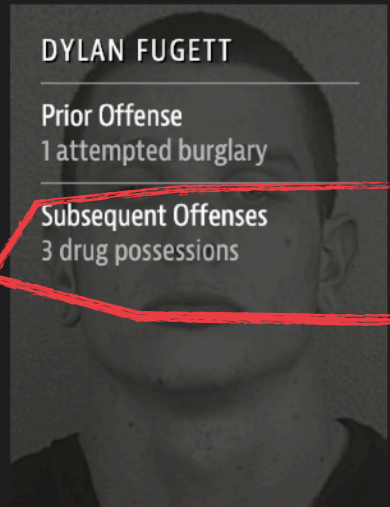 DYLAN FUGETT
Prior Offense
1 attempted burglary
Subsequent Offenses
3 drug possessions